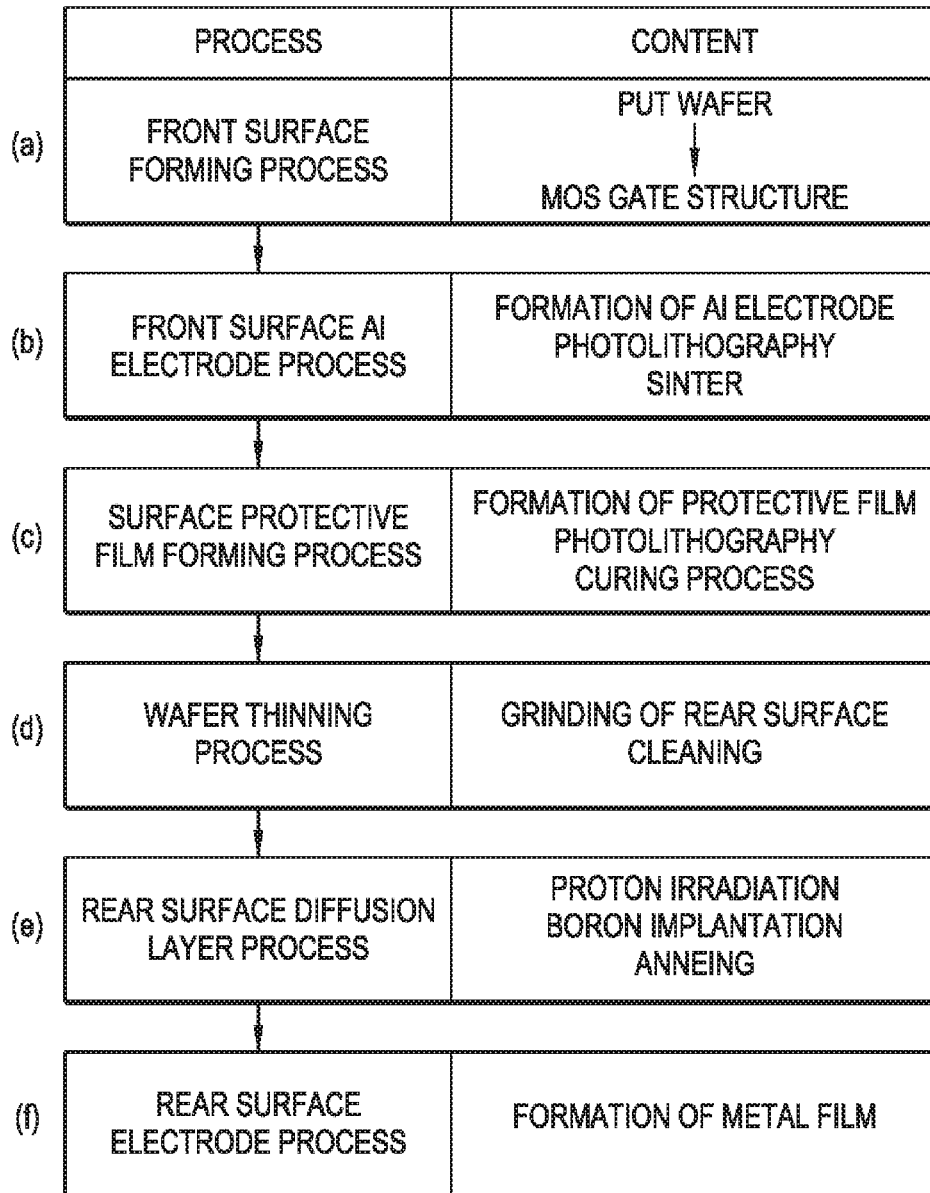 PROCESS CONTENT
(a)
FRONT SURFACE
FORMING PROCESS
PUT WAFER
MOS GATE STRUCTURE
(b)
FRONT SURFACE Al
ELECTRODE PROCESS
FORMATION OF Al ELECTRODE
PHOTOLITHOGRAPHY
SINTER
(c)
SURFACE PROTECTIVE
FILM FORMING PROCESS
FORMATION OF PROTECTIVE FILM
PHOTOLITHOGRAPHY
CURING PROCESS
(d)
WAFER THINNING
PROCESS
GRINDING OF REAR SURFACE
CLEANING
(e)
REAR SURFACE DIFFUSION
LAYER PROCESS
PROTON IRRADIATION
BORON IMPLANTATION
ANNEING
(f)
REAR SURFACE
ELECTRODE PROCESS
FORMATION OF METAL FILM